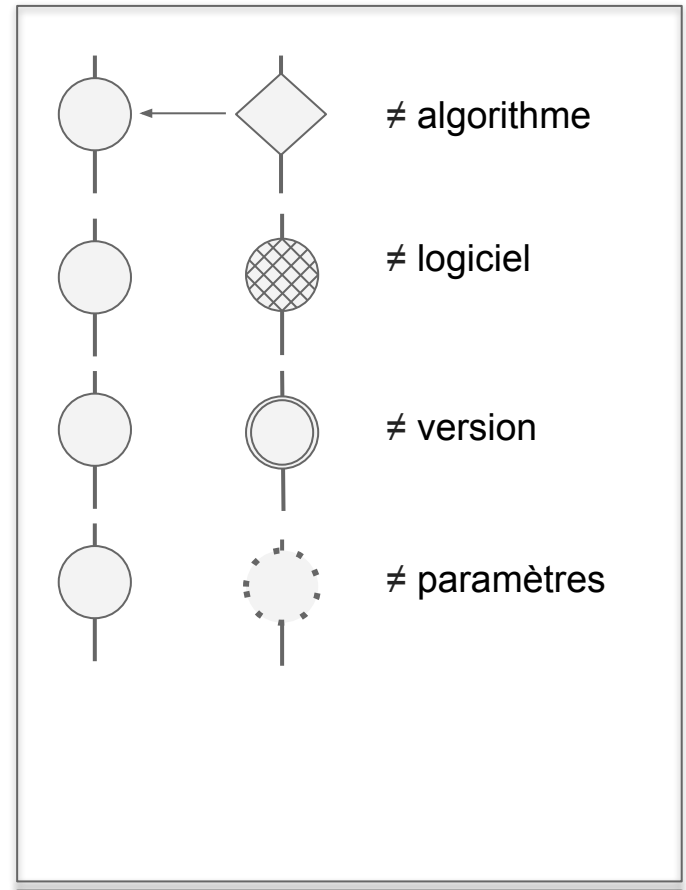 ≠ algorithme
≠ logiciel
≠ version
≠ paramètres